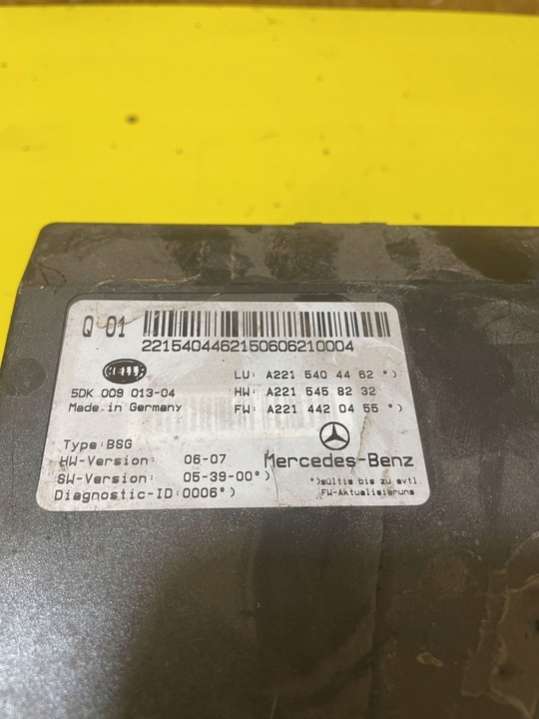 Q 01
2215404462150606210004
HELLA
LU: A221 540 44 62*)
5DK 009 013-04
HW: A221 545 82 32
Made.in Germany
FW: A221 442 04 55*)
Type:BSG
HW-Version: 06-07
Mercedes-Benz
SW-Version: 05-39-00*)
*)gültig bis zu evtl.
Diagnostic-ID:0006*)
FW-Aktualisierung